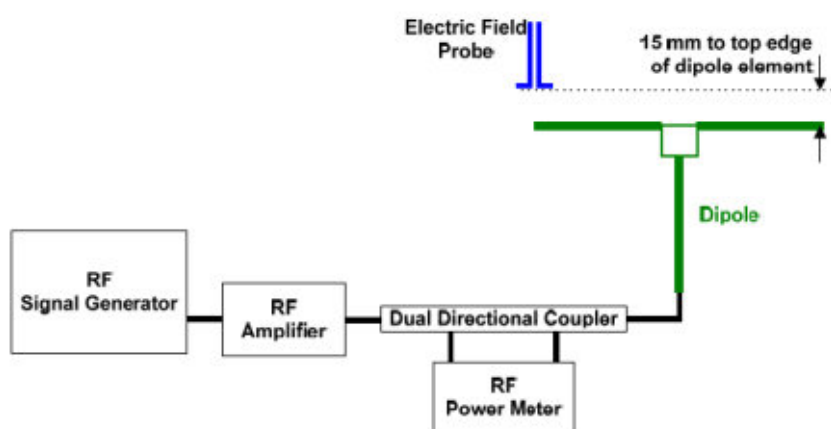 Electric Field
Probe
15 mm to top edge
of dipole element
Dipole
RF
Signal Generator
RF
Amplifier
Dual Directional Coupler
RF
Power Meter